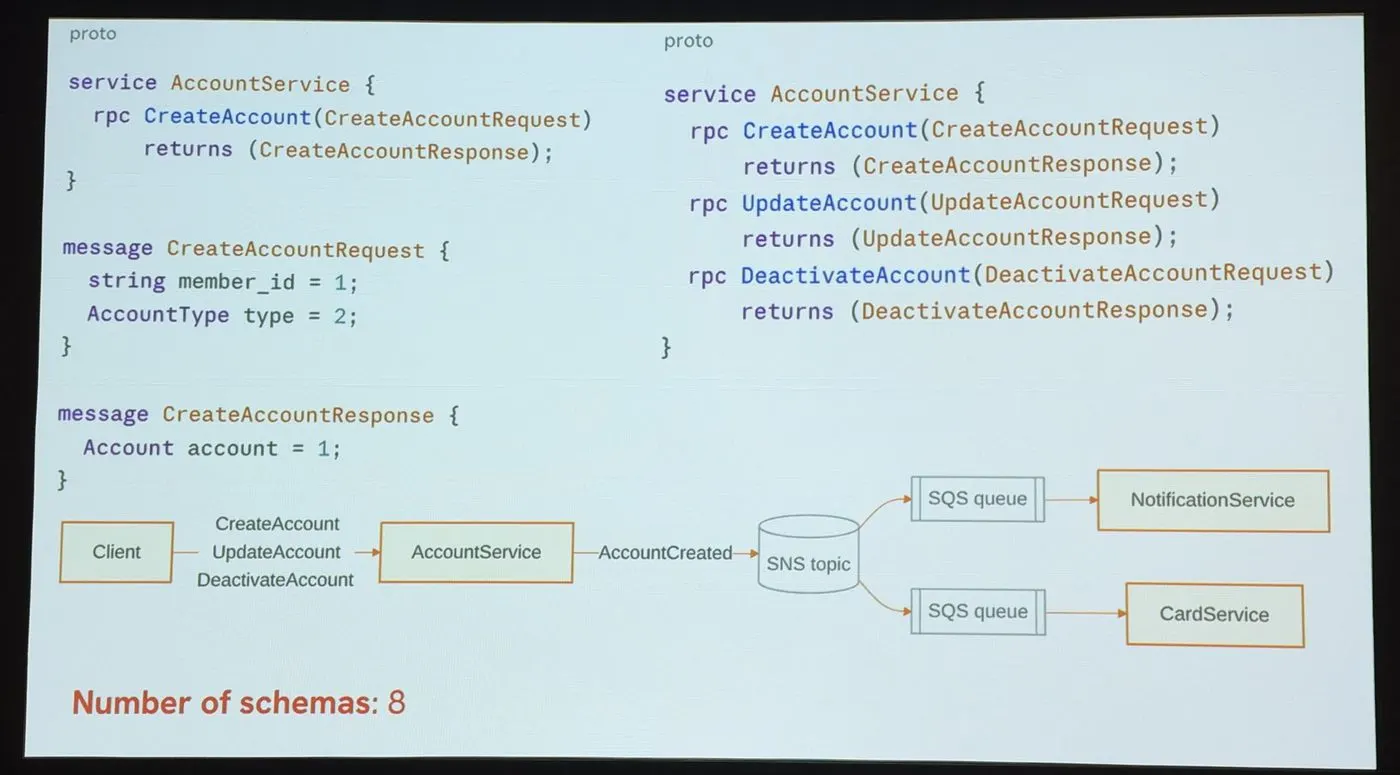 proto
service AccountService {
rpc CreateAccount(CreateAccountRequest)
returns (CreateAccountResponse);
}
message CreateAccountRequest {
string member_id = 1;
AccountType type = 2;
}
message CreateAccountResponse {
Account account = 1;
}
proto
service AccountService {
rpc CreateAccount(CreateAccountRequest)
returns (CreateAccountResponse);
rpc UpdateAccount(UpdateAccountRequest)
returns (UpdateAccountResponse);
rpc DeactivateAccount(DeactivateAccountRequest)
returns (DeactivateAccountResponse);
}
Client
CreateAccount
UpdateAccount
DeactivateAccount
AccountService
AccountCreated
SNS topic
SQS queue
NotificationService
SQS queue
CardService
Number of schemas: 8